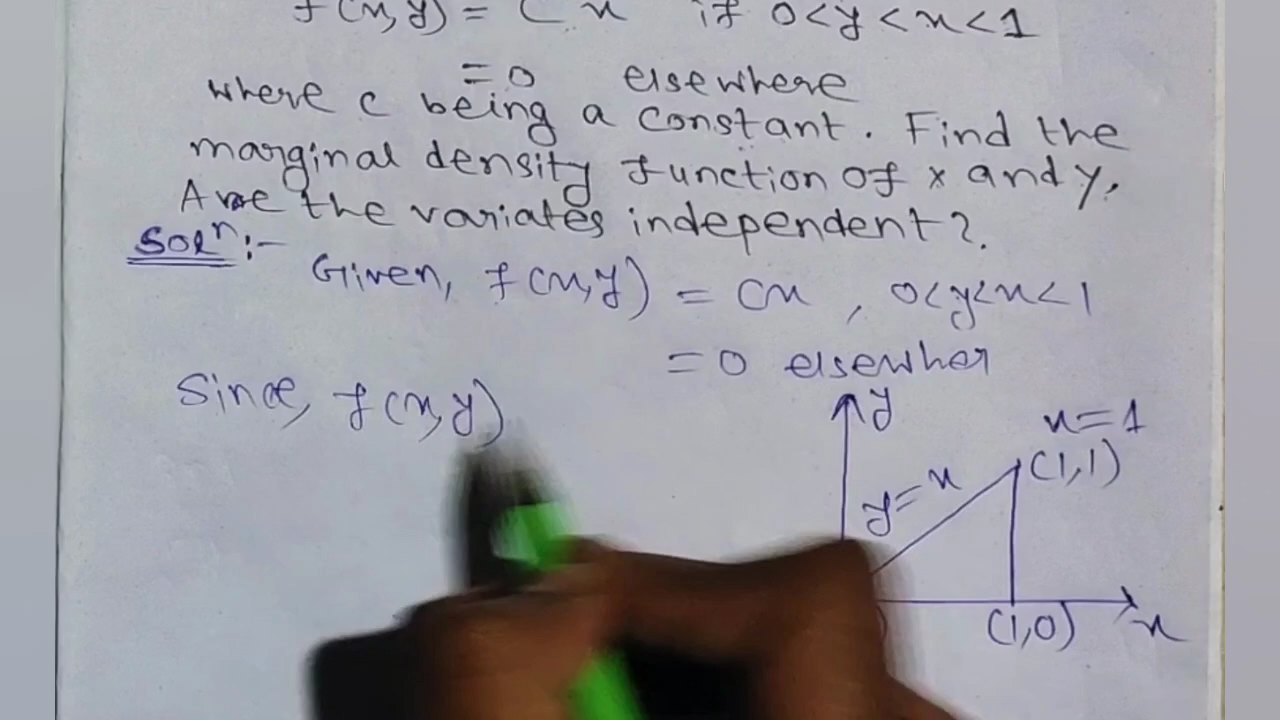 f(x,y) = Cx if 0<y<x<1
=0 elsewhere
where c being a constant. Find the
marginal density function of x and y.
Are the variates independent?.
Solⁿ:- Given, f(x,y) = cx , 0<y<x<1
=0 elsewher
Since, f(x,y)
y
x=1
(1,1)
y=x
(1,0)
x